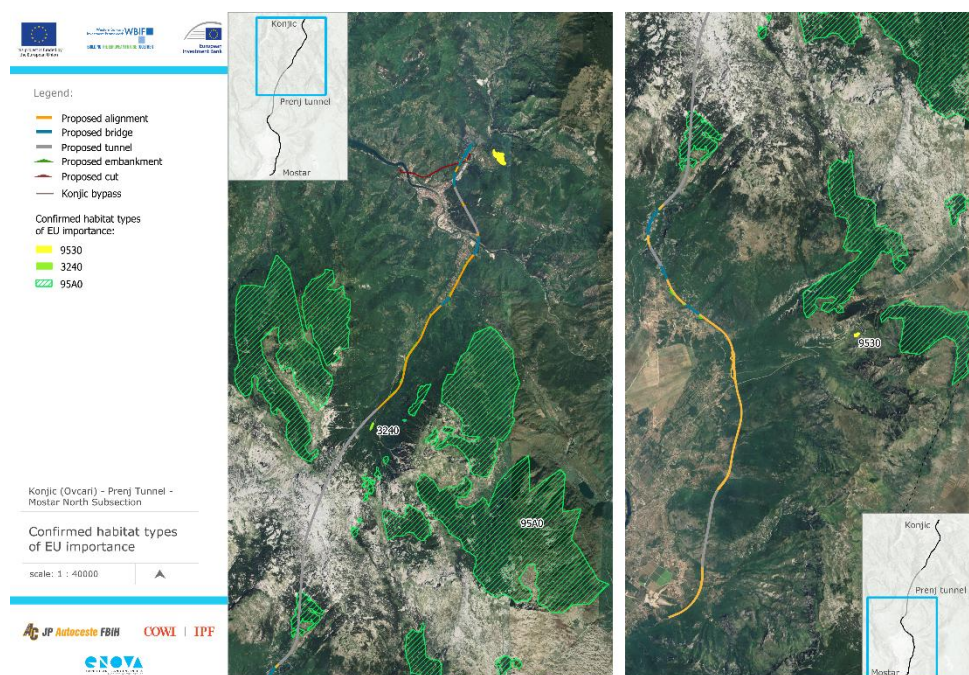 WBIF
European
Investment Bank
Legend:
Proposed alignment
Proposed bridge
Proposed tunnel
Proposed embankment
Proposed cut
Konjic bypass
Confirmed habitat types
of EU importance:
9530
3240
95A0
Konjic (Ovcari) - Prenj Tunnel -
Mostar North Subsection
Confirmed habitat types
of EU importance
scale: 1 : 40000
JP Autoceste FBIH
COWI | IPF
ENOVA
Konjic
Prenj tunnel
Mostar
3240
95A0
9530
Konjic
Prenj tunnel
Mostar